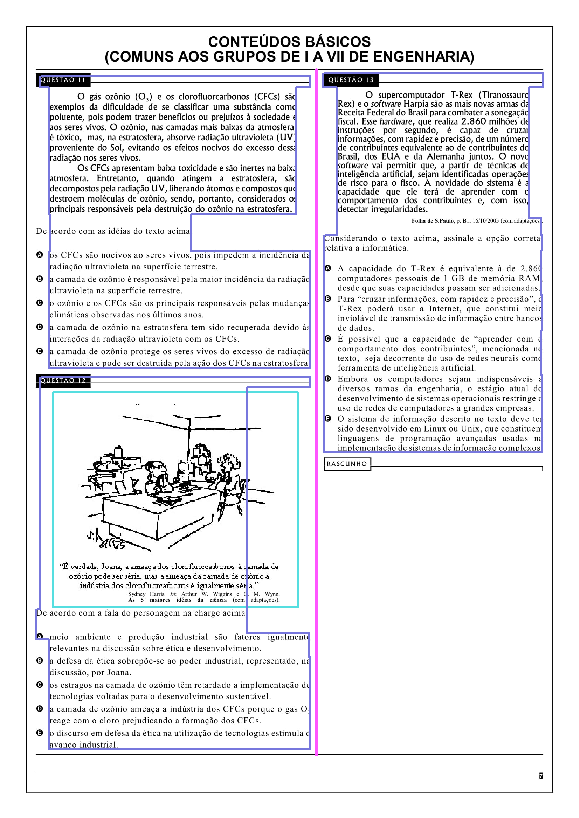 CONTEÚDOS BÁSICOS
(COMUNS AOS GRUPOS DE I A VII DE ENGENHARIA)
QUESTÃO 11
O gás ozônio (O3) e os clorofluorcarbonos (CFCs) são
exemplos da dificuldade de se classificar uma substância como
poluente, pois podem trazer benefícios ou prejuízos à sociedade e
aos seres vivos. O ozônio, nas camadas mais baixas da atmosfera,
é tóxico, mas, na estratosfera, absorve radiação ultravioleta (UV)
proveniente do Sol, evitando os efeitos nocivos do excesso dessa
radiação nos seres vivos.
Os CFCs apresentam baixa toxicidade e são inertes na baixa
atmosfera. Entretanto, quando atingem a estratosfera, são
decompostos pela radiação UV, liberando átomos e compostos que
destroem moléculas de ozônio, sendo, portanto, considerados os
principais responsáveis pela destruição do ozônio na estratosfera.
De acordo com as idéias do texto acima,
A os CFCs são nocivos ao seres vivos, pois impedem a incidência da
radiação ultravioleta na superfície terrestre.
B a camada de ozônio é responsável pela maior incidência da radiação
ultravioleta na superfície terrestre.
C o ozônio e os CFCs são os principais responsáveis pelas mudanças
climáticas observadas nos últimos anos.
D a camada de ozônio na estratosfera tem sido recuperada devido às
interações da radiação ultravioleta com os CFCs.
E a camada de ozônio protege os seres vivos do excesso de radiação
ultravioleta e pode ser destruída pela ação dos CFCs na estratosfera.
QUESTÃO 12
“É verdade, Joana, a ameaça dos clorofluorcarbonos à camada de
ozônio pode ser séria, mas a ameaça da camada de ozônio a
indústria dos clorofluorcarbonos é igualmente séria.”
Sydney Harris. In: Arthur W. Wiggins e C. M. Wynn.
As 5 maiores idéias da ciência (com adaptações).
De acordo com a fala do personagem na charge acima,
A meio ambiente e produção industrial são fatores igualmente
relevantes na discussão sobre ética e desenvolvimento.
B a defesa da ética sobrepõe-se ao poder industrial, representado, na
discussão, por Joana.
C os estragos na camada de ozônio têm retardado a implementação de
tecnologias voltadas para o desenvolvimento sustentável.
D a camada de ozônio ameaça a indústria dos CFCs porque o gás O3
reage com o cloro prejudicando a formação dos CFCs.
E o discurso em defesa da ética na utilização de tecnologias estimula o
avanço industrial.
QUESTÃO 13
O supercomputador T-Rex (Tiranossauro
Rex) e o software Harpia são as mais novas armas da
Receita Federal do Brasil para combater a sonegação
fiscal. Esse hardware, que realiza 2.860 milhões de
instruções por segundo, é capaz de cruzar
informações, com rapidez e precisão, de um número
de contribuintes equivalente ao de contribuintes do
Brasil, dos EUA e da Alemanha juntos. O novo
software vai permitir que, a partir de técnicas de
inteligência artificial, sejam identificadas operações
de risco para o fisco. A novidade do sistema é a
capacidade que ele terá de aprender com o
comportamento dos contribuintes e, com isso,
detectar irregularidades.
Folha de S.Paulo, p. B1, 16/10/2005 (com adaptações).
Considerando o texto acima, assinale a opção correta,
relativa a informática.
A A capacidade do T-Rex é equivalente à de 2.860
computadores pessoais de 1 GB de memória RAM,
desde que suas capacidades possam ser adicionadas.
B Para “cruzar informações, com rapidez e precisão”, o
T-Rex poderá usar a Internet, que constitui meio
inviolável de transmissão de informação entre bancos
de dados.
C É possível que a capacidade de “aprender com o
comportamento dos contribuintes”, mencionada no
texto, seja decorrente do uso de redes neurais como
ferramenta de inteligência artificial.
D Embora os computadores sejam indispensáveis a
diversos ramos da engenharia, o estágio atual do
desenvolvimento de sistemas operacionais restringe o
uso de redes de computadores a grandes empresas.
E O sistema de informação descrito no texto deve ter
sido desenvolvido em Linux ou Unix, que constituem
linguagens de programação avançadas usadas na
implementação de sistemas de informação complexos.
RASCUNHO